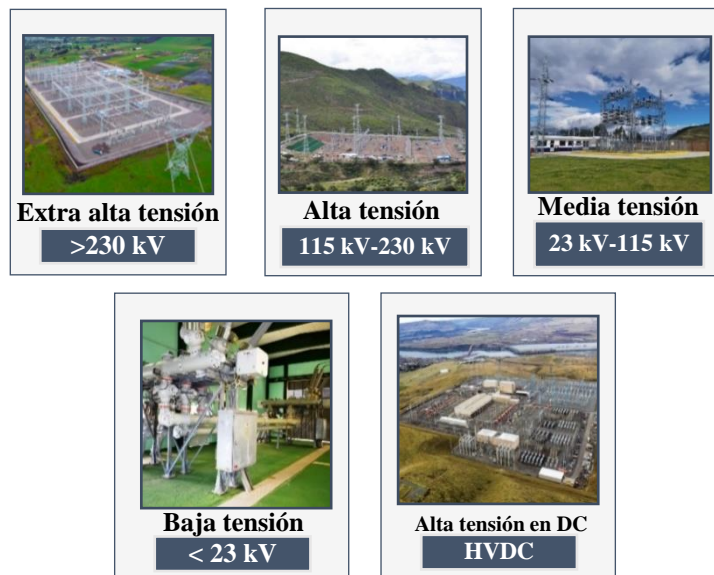 Extra alta tensión
>230 kV
Alta tensión
115 kV-230 kV
Media tensión
23 kV-115 kV
Baja tensión
< 23 kV
Alta tensión en DC
HVDC